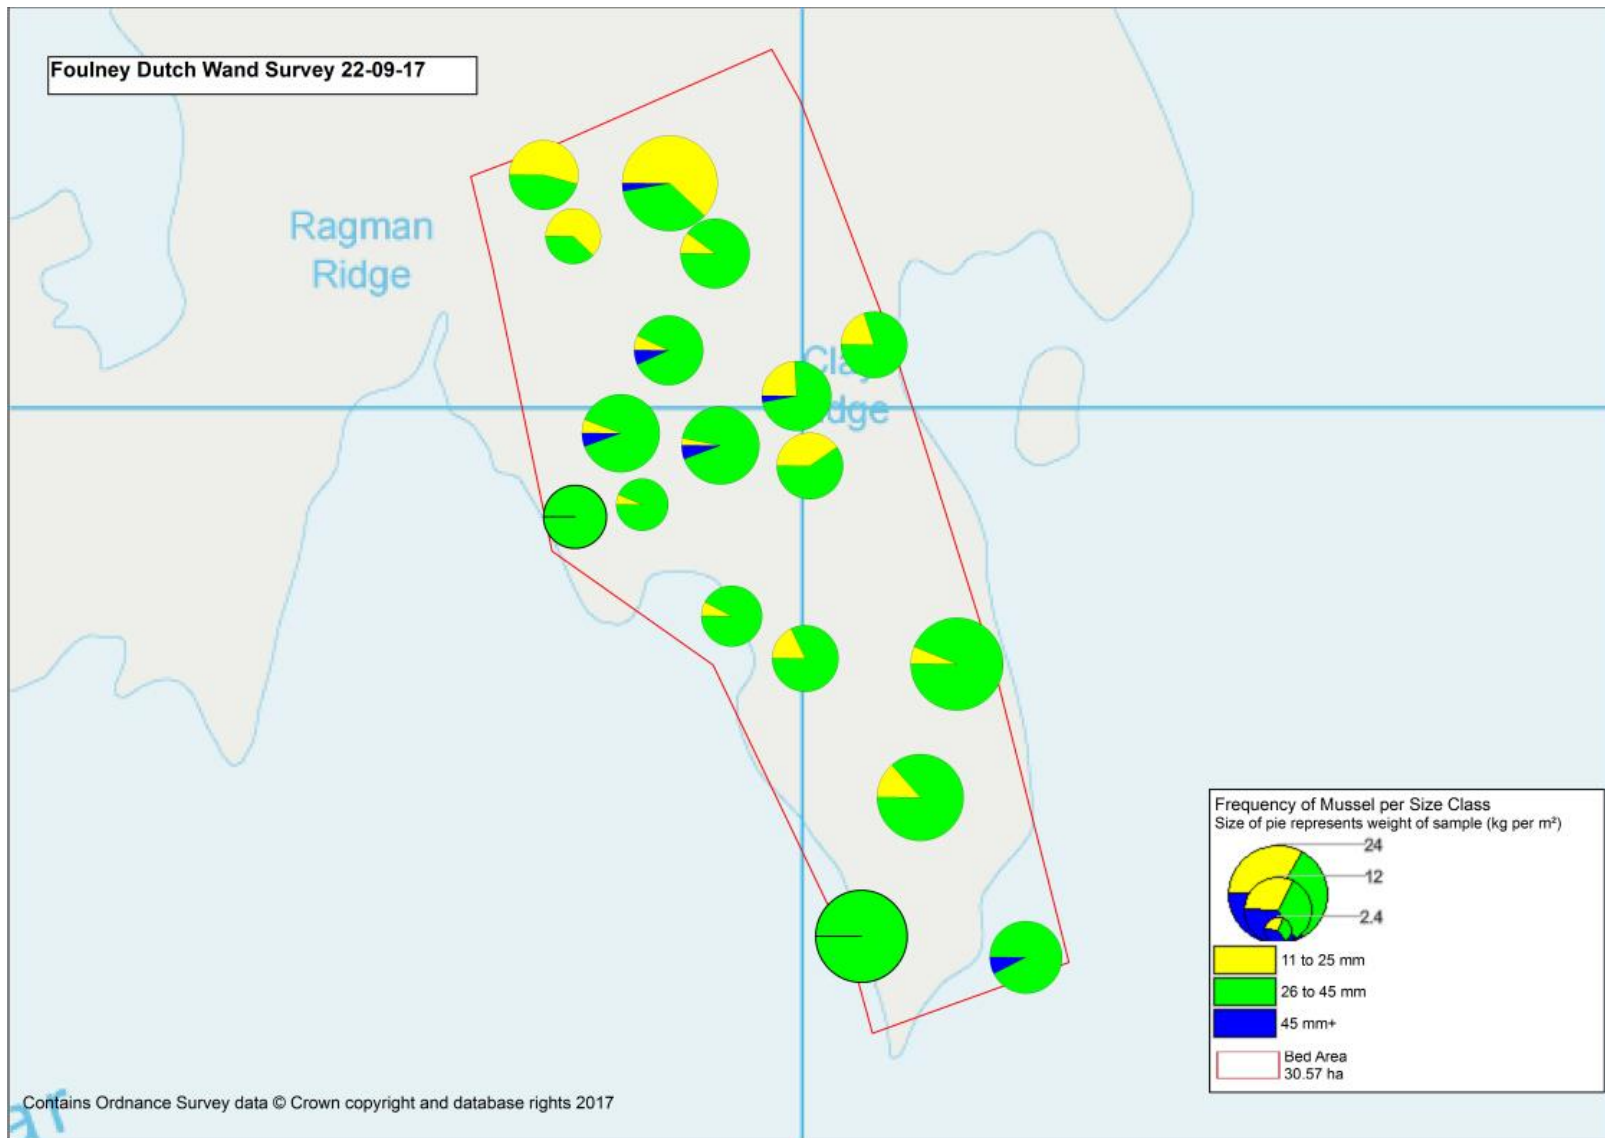 Foulney Dutch Wand Survey 22-09-17
Ragman
Ridge
Frequency of Mussel per Size Class
Size of pie represents weight of sample (kg per m²)
24
12
2.4
11 to 25 mm
26 to 45 mm
45 mm+
Bed Area
30.57 ha
Contains Ordnance Survey data © Crown copyright and database rights 2017